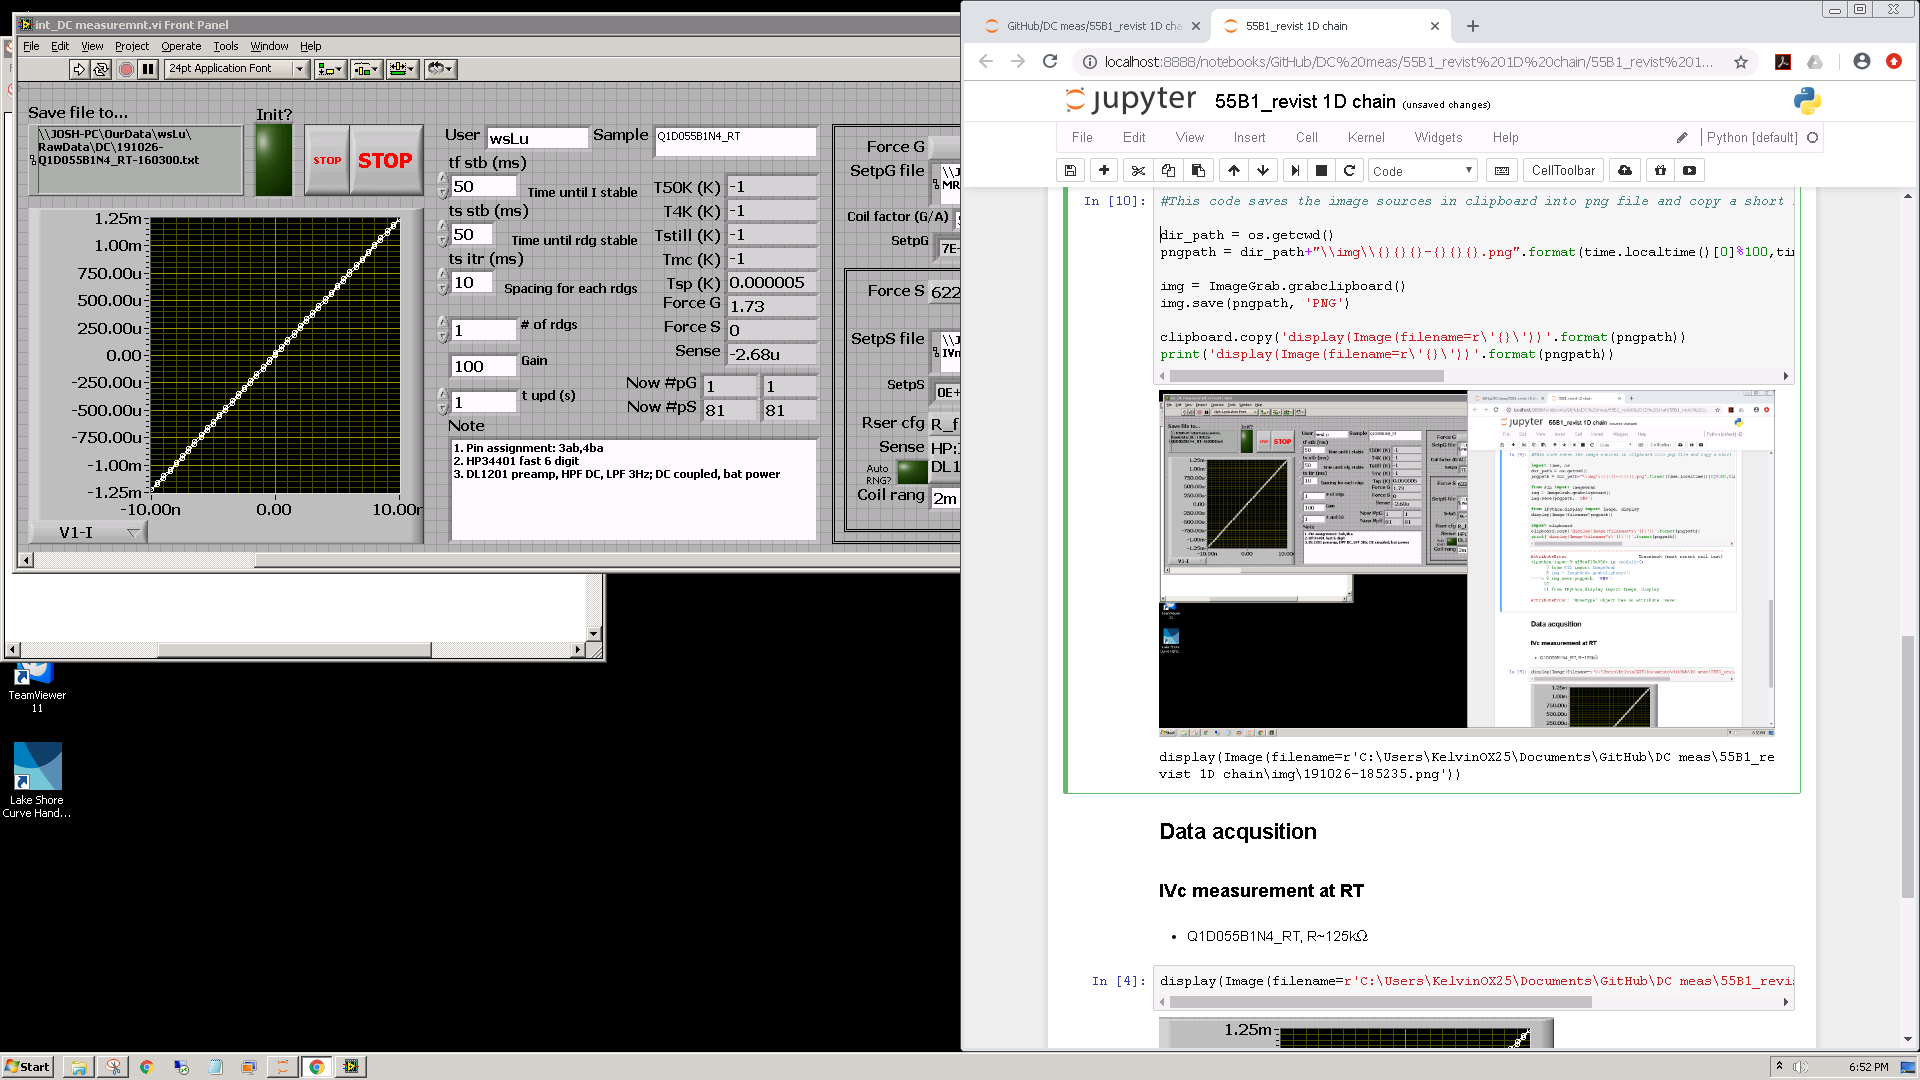 int_DC measuremnt.vi Front Panel
File Edit View Project Operate Tools Window Help
24pt Application Font
Save file to...
\\JOSH-PC\OurData\wsLu\
RawData\DC\191026-
Q1D055B1N4_RT-160300.txt
Init?
STOP STOP
User wsLu Sample Q1D055B1N4_RT
tf stb (ms)
50 Time until I stable
ts stb (ms)
50 Time until rdg stable
ts itr (ms)
10 Spacing for each rdgs
1 # of rdgs
100 Gain
1 t upd (s)
T50K (K) -1
T4K (K) -1
Tstill (K) -1
Tmc (K) -1
Tsp (K) 0.000005
Force G 1.73
Force S 0
Sense -2.68u
Now #pG 1 1
Now #pS 81 81
Note
1. Pin assignment: 3ab,4ba
2. HP34401 fast 6 digit
3. DL1201 preamp, HPF DC, LPF 3Hz; DC coupled, bat power
1.25m
1.00m
750.00u
500.00u
250.00u
0.00
-250.00u
-500.00u
-750.00u
-1.00m
-1.25m
-10.00n 0.00 10.00n
V1-I
Force G
SetpG file
Coil factor (G/A)
SetpG 7E-
Force S 622
SetpS file
SetpS 0E+
Rser cfg R_f
Sense HP:
Auto
RNG?
DL1
Coil rang 2m
TeamViewer
11
Lake Shore
Curve Hand...
GitHub/DC meas/55B1_revist 1D cha
55B1_revist 1D chain
localhost:8888/notebooks/GitHub/DC%20meas/55B1_revist%201D%20chain/55B1_revist%201...
jupyter 55B1_revist 1D chain (unsaved changes)
File Edit View Insert Cell Kernel Widgets Help
Python [default]
Code CellToolbar
In [10]:
#This code saves the image sources in clipboard into png file and copy a short
dir_path = os.getcwd()
pngpath = dir_path+"\\img\\{}{}{}-{}{}{}.png".format(time.localtime()[0]%100,ti
img = ImageGrab.grabclipboard()
img.save(pngpath, 'PNG')
clipboard.copy('display(Image(filename=r\'{}\'))'.format(pngpath))
print('display(Image(filename=r\'{}\'))'.format(pngpath))
display(Image(filename=r'C:\Users\KelvinOX25\Documents\GitHub\DC meas\55B1_re
vist 1D chain\img\191026-185235.png'))
Data acqusition
IVc measurement at RT
• Q1D055B1N4_RT, R~125kΩ
In [4]:
display(Image(filename=r'C:\Users\KelvinOX25\Documents\GitHub\DC meas\55B1_revi
1.25m
Start
6:52 PM